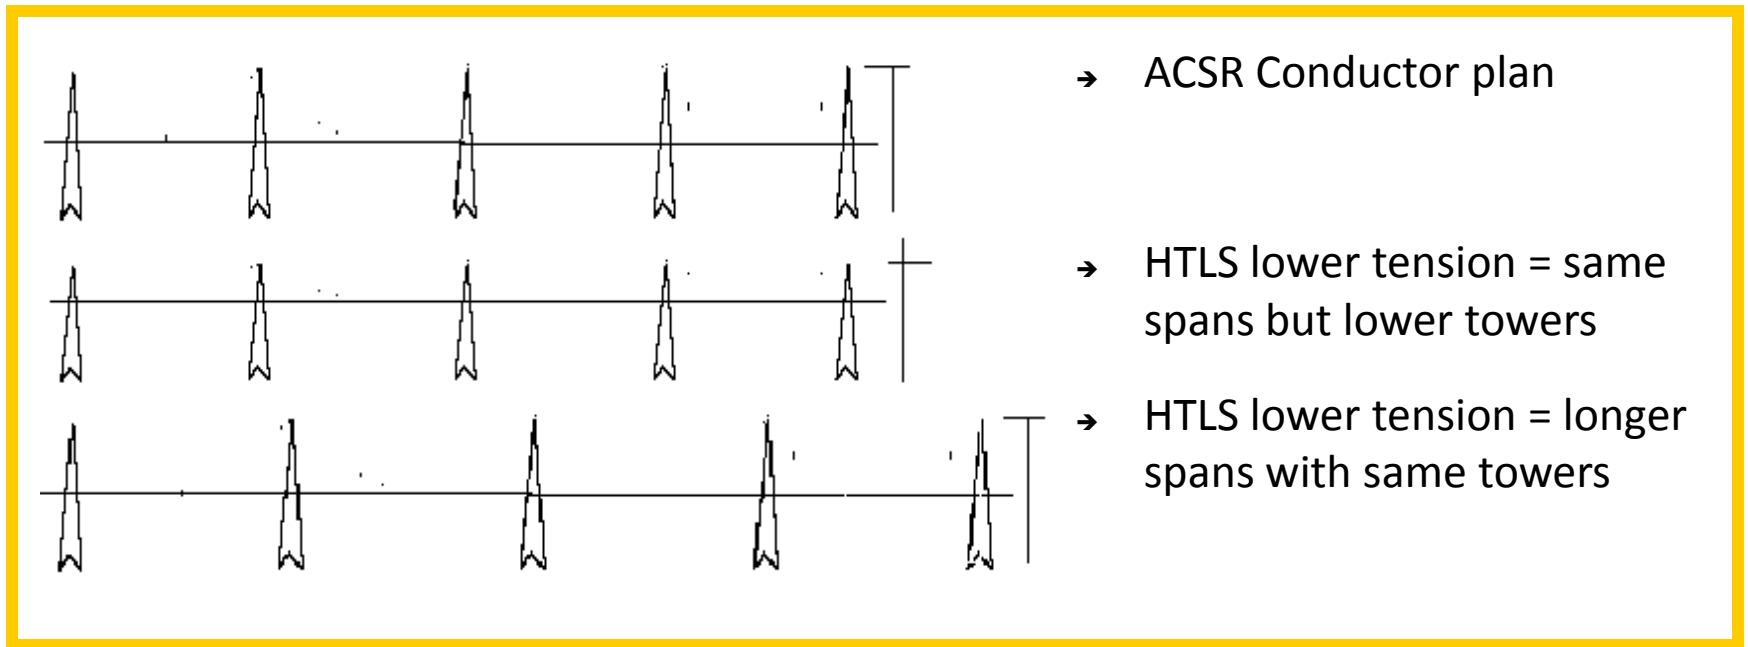 ➔ ACSR Conductor plan
➔ HTLS lower tension = same
spans but lower towers
➔ HTLS lower tension = longer
spans with same towers